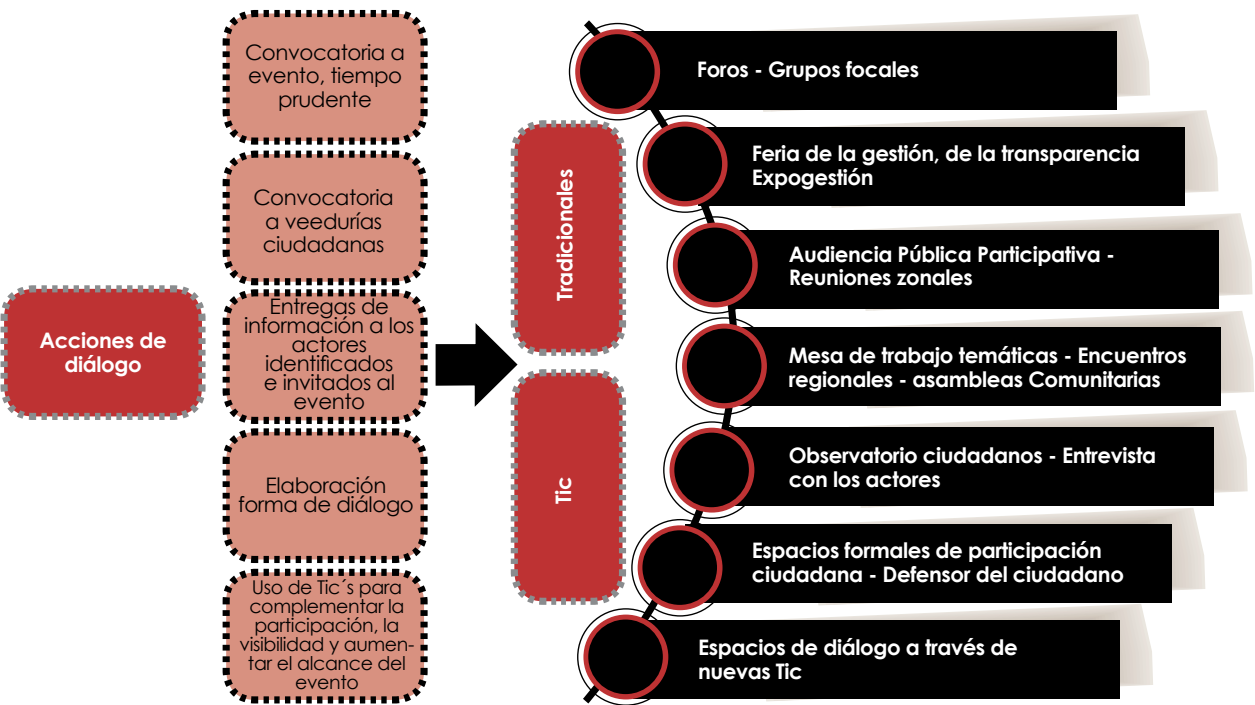 Acciones de
diálogo
Convocatoria a
evento, tiempo
prudente
Convocatoria
a veedurías
ciudadanas
Entregas de
información a los
actores
identificados
e invitados al
evento
Elaboración
forma de diálogo
Uso de Tic´s para
complementar la
participación, la
visibilidad y aumen-
tar el alcance del
evento
Tradicionales
Tic
Foros - Grupos focales
Feria de la gestión, de la transparencia
Expogestión
Audiencia Pública Participativa -
Reuniones zonales
Mesa de trabajo temáticas - Encuentros
regionales - asambleas Comunitarias
Observatorio ciudadanos - Entrevista
con los actores
Espacios formales de participación
ciudadana - Defensor del ciudadano
Espacios de diálogo a través de
nuevas Tic